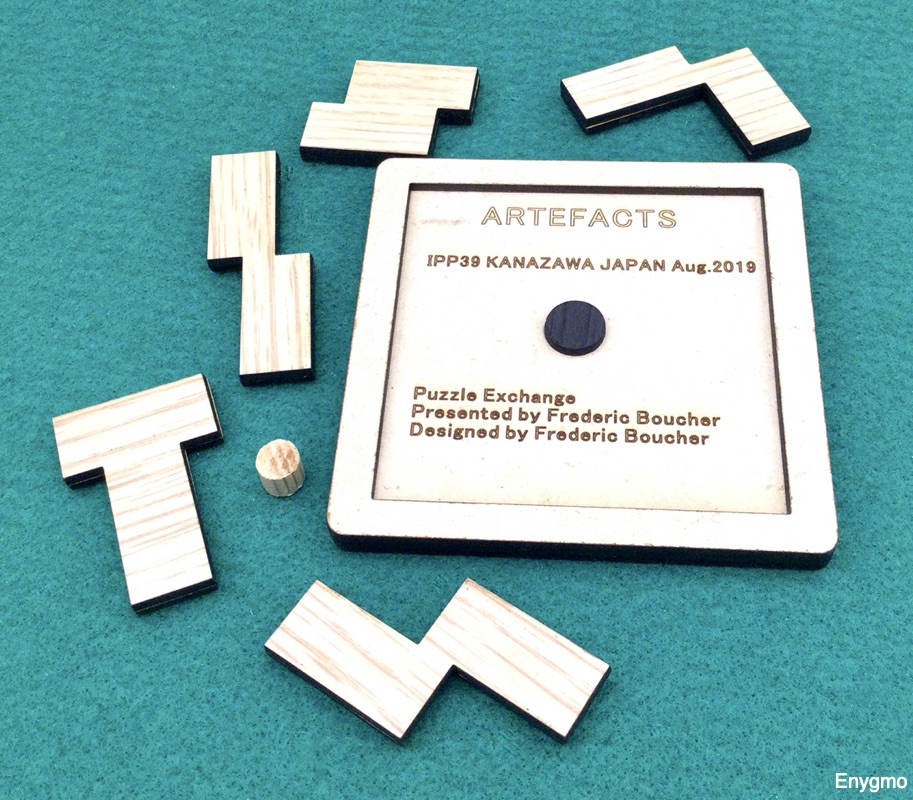 ARTEFACTS
IPP39 KANAZAWA JAPAN Aug.2019
Puzzle Exchange
Presented by Frederic Boucher
Designed by Frederic Boucher
Enygmo